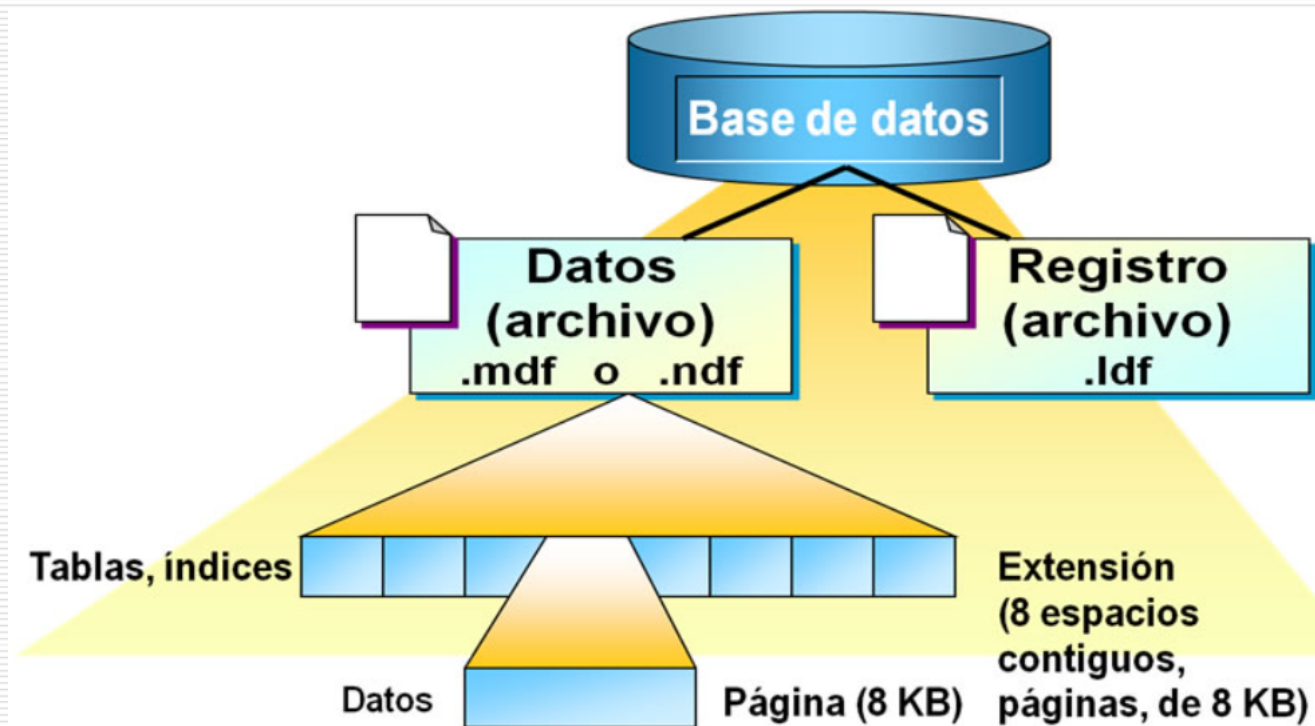 Base de datos
Datos
(archivo)
.mdf o .ndf
Registro
(archivo)
.ldf
Tablas, índices
Extensión
(8 espacios
contiguos,
páginas, de 8 KB)
Datos
Página (8 KB)